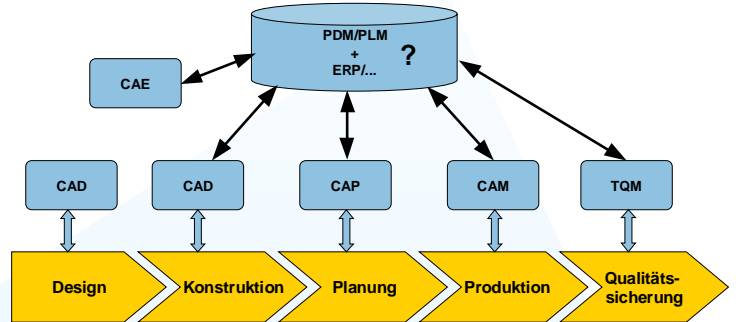 PDM/PLM
+
ERP/...
?
CAE
CAD
CAD
CAP
CAM
TQM
Design
Konstruktion
Planung
Produktion
Qualitäts-
sicherung